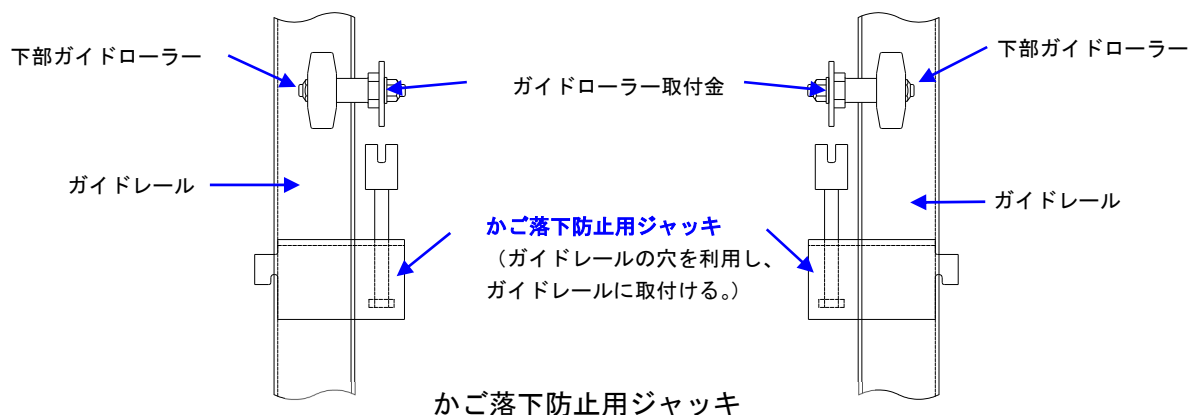 下部ガイドローラー
ガイドローラー取付金
下部ガイドローラー
ガイドレール
ガイドレール
かご落下防止用ジャッキ
（ガイドレールの穴を利用し、
ガイドレールに取付ける。）
かご落下防止用ジャッキ